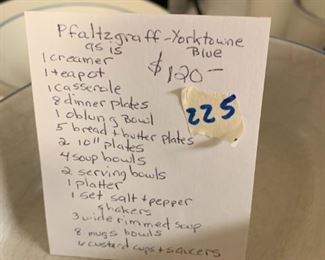 Pfaltzgraff - Yorktowne
as is Blue
1 creamer $120-
1 teapot
1 casserole 225
8 dinner plates
1 oblung Bowl
5 bread + butter plates
2 10" plates
4 soup bowls
2 serving bowls
1 platter
1 set salt + pepper
shakers
3 wide rimmed soup
8 mugs bowls
6 custard cups + saucers